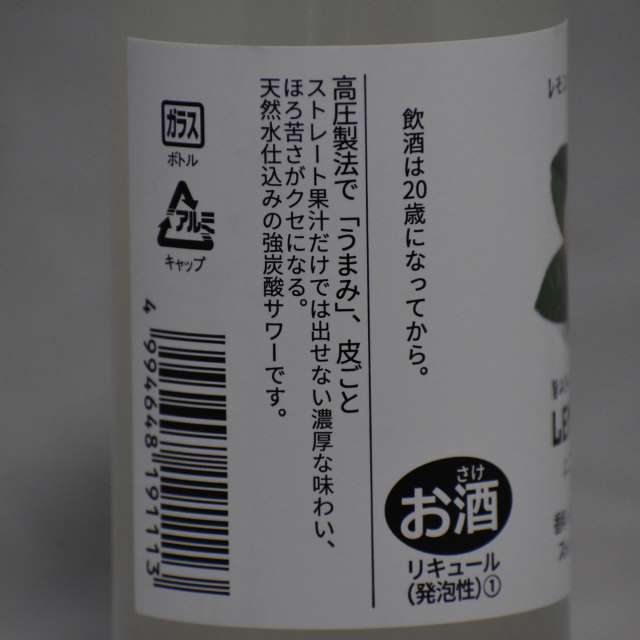 飲酒は20歳になってから。
高圧製法で「うまみ」、皮ごと
ストレート果汁だけでは出せない濃厚な味わい、
ほろ苦さがクセになる。
天然水仕込みの強炭酸サワーです。
ガラス
ボトル
アルミ
キャップ
4994648191113
さけ
お酒
リキュール
(発泡性)①
レモン
LE